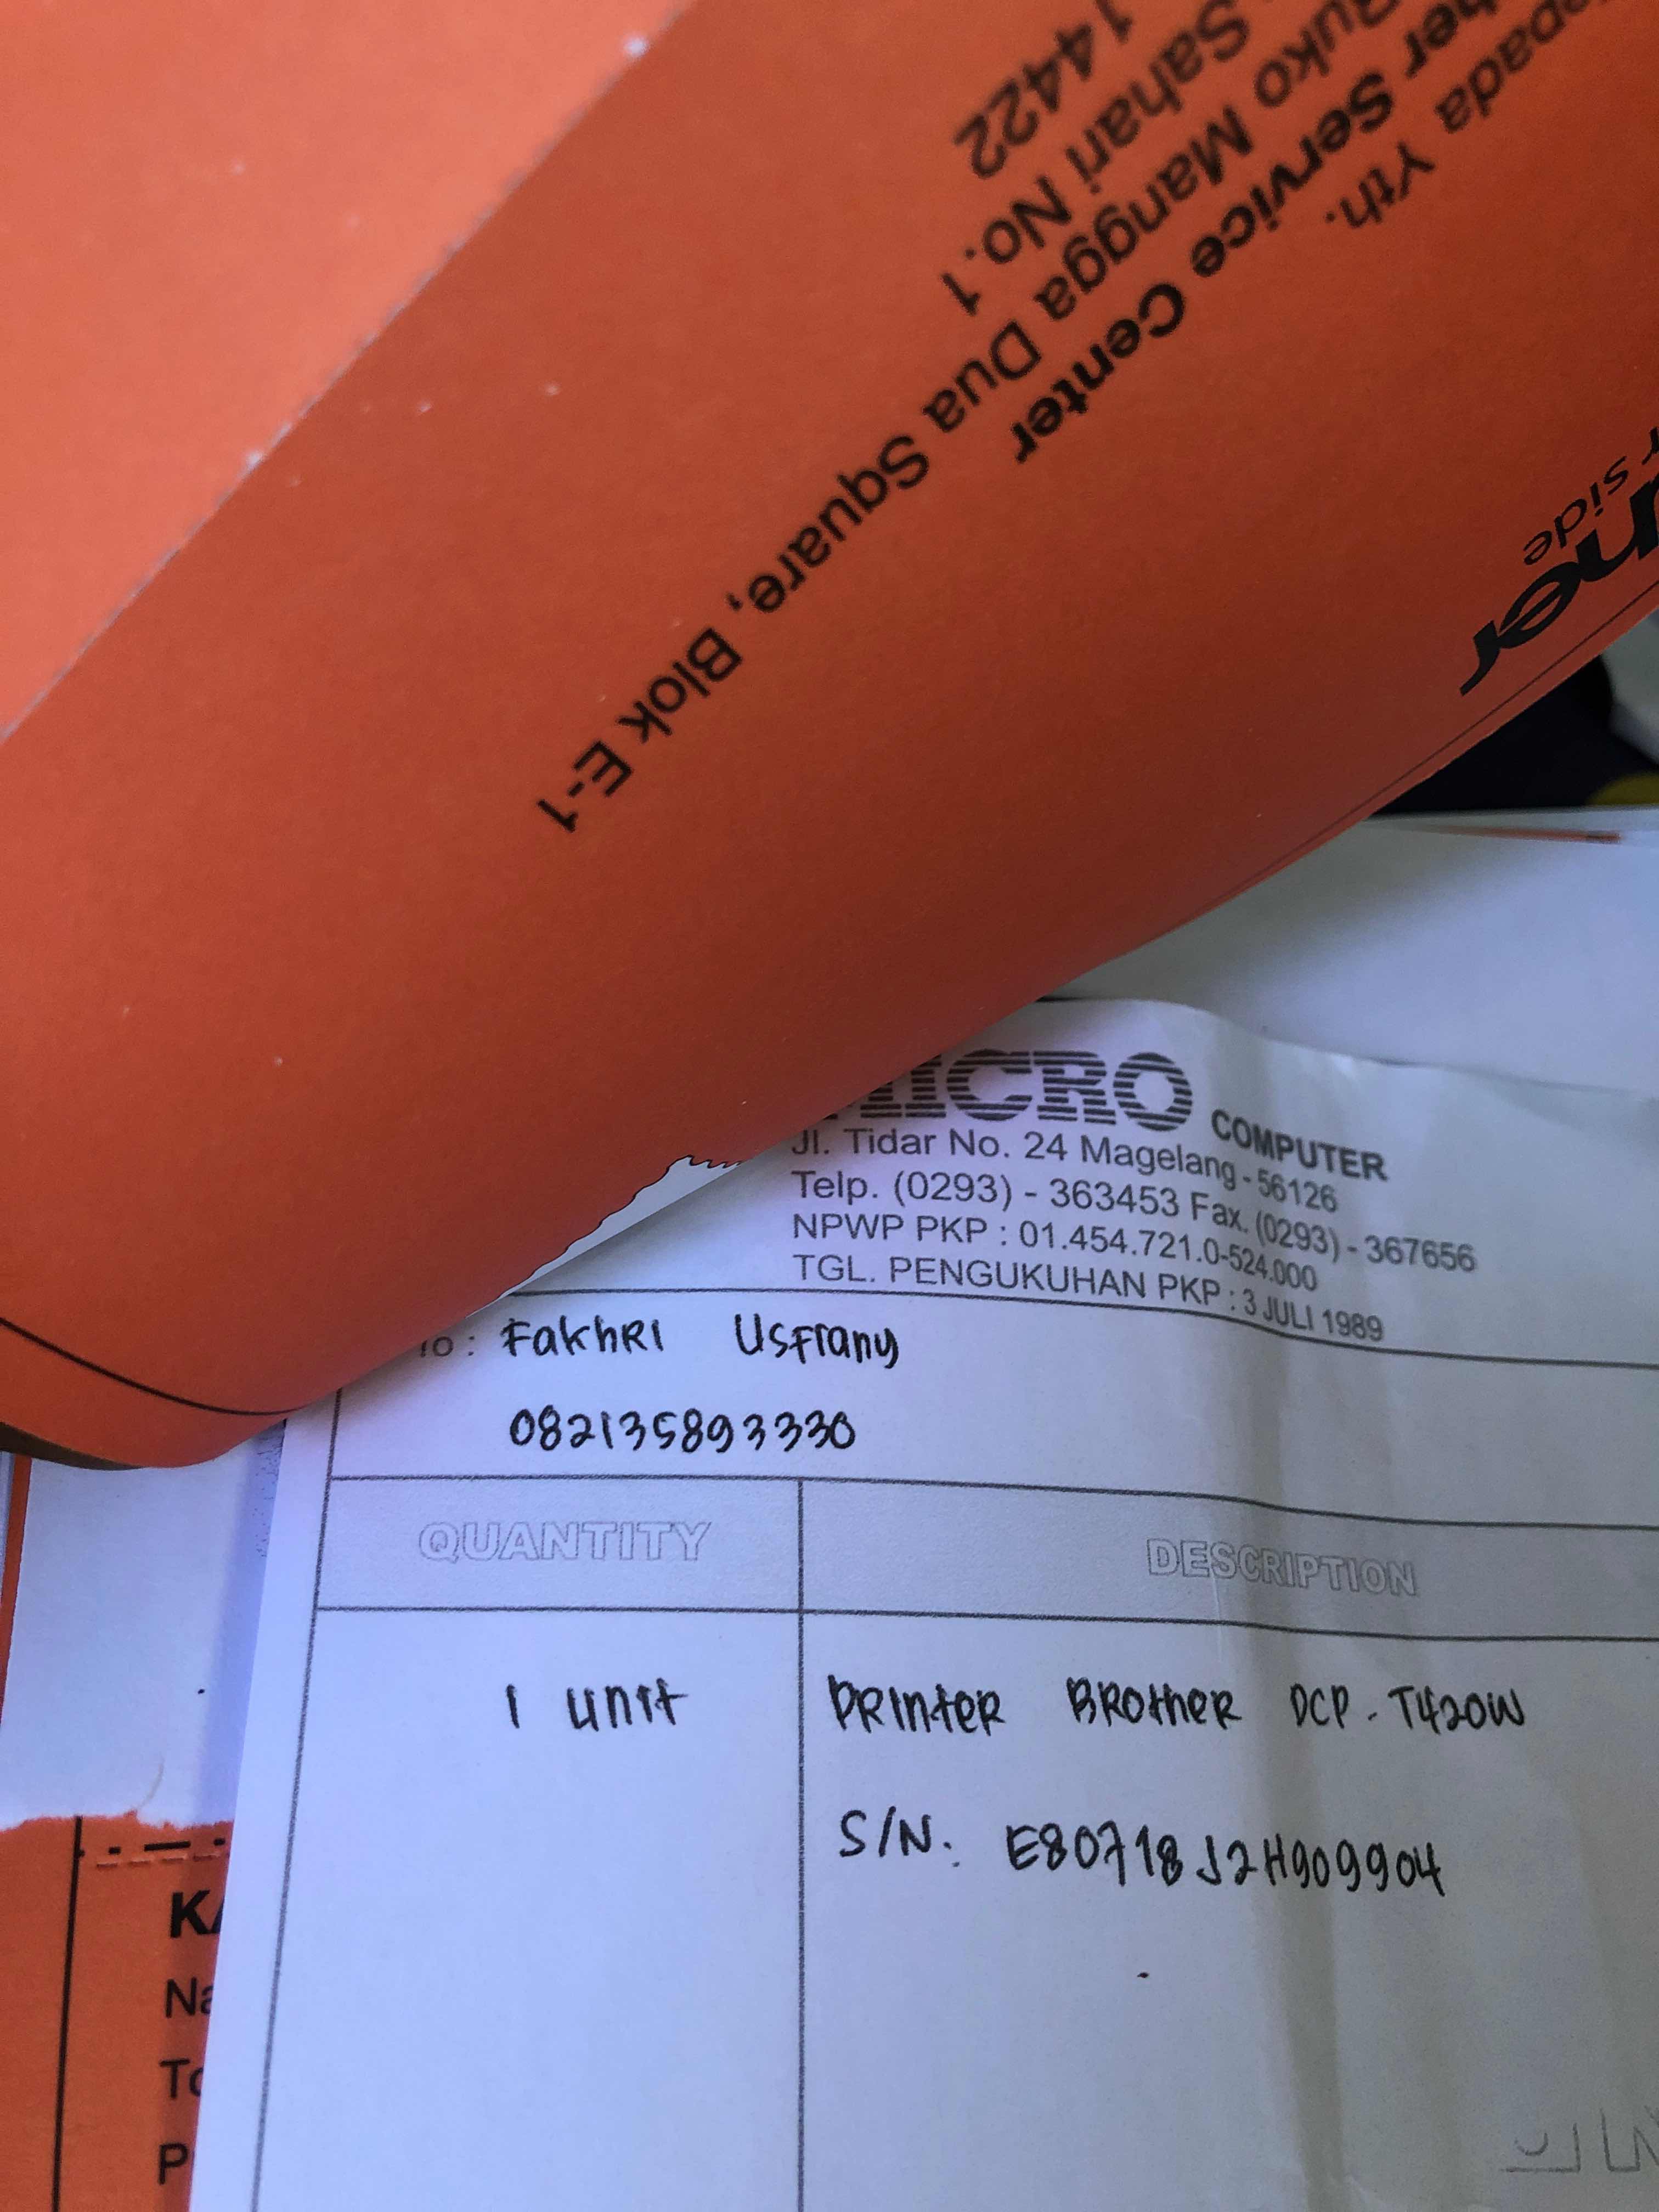 Yth.
Service Center
Mangga Dua Square, Blok E-1
Sahari No.1
14422
side
COMPUTER
Jl. Tidar No. 24 Magelang - 56126
Telp. (0293) - 363453 Fax. (0293) - 367656
NPWP PKP : 01.454.721.0-524.000
TGL. PENGUKUHAN PKP : 3 JULI 1989
FakhRI Usfrany
082135893330
QUANTITY DESCRIPTION
1 unit PRInteR BRotheR DCP - T420W
S/N: E80718J2H909904